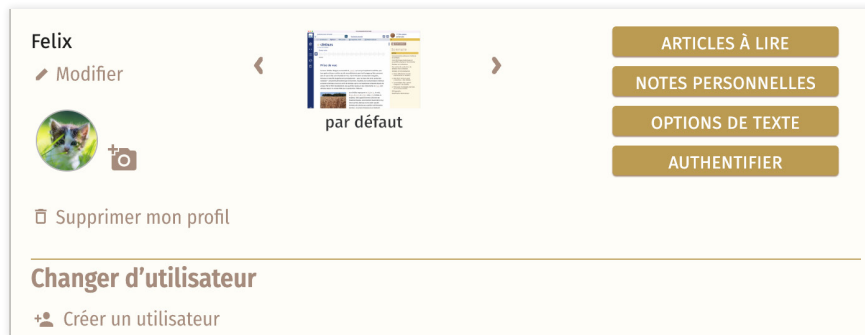 Felix
Modifier
par défaut
ARTICLES À LIRE
NOTES PERSONNELLES
OPTIONS DE TEXTE
AUTHENTIFIER
Supprimer mon profil
Changer d’utilisateur
Créer un utilisateur